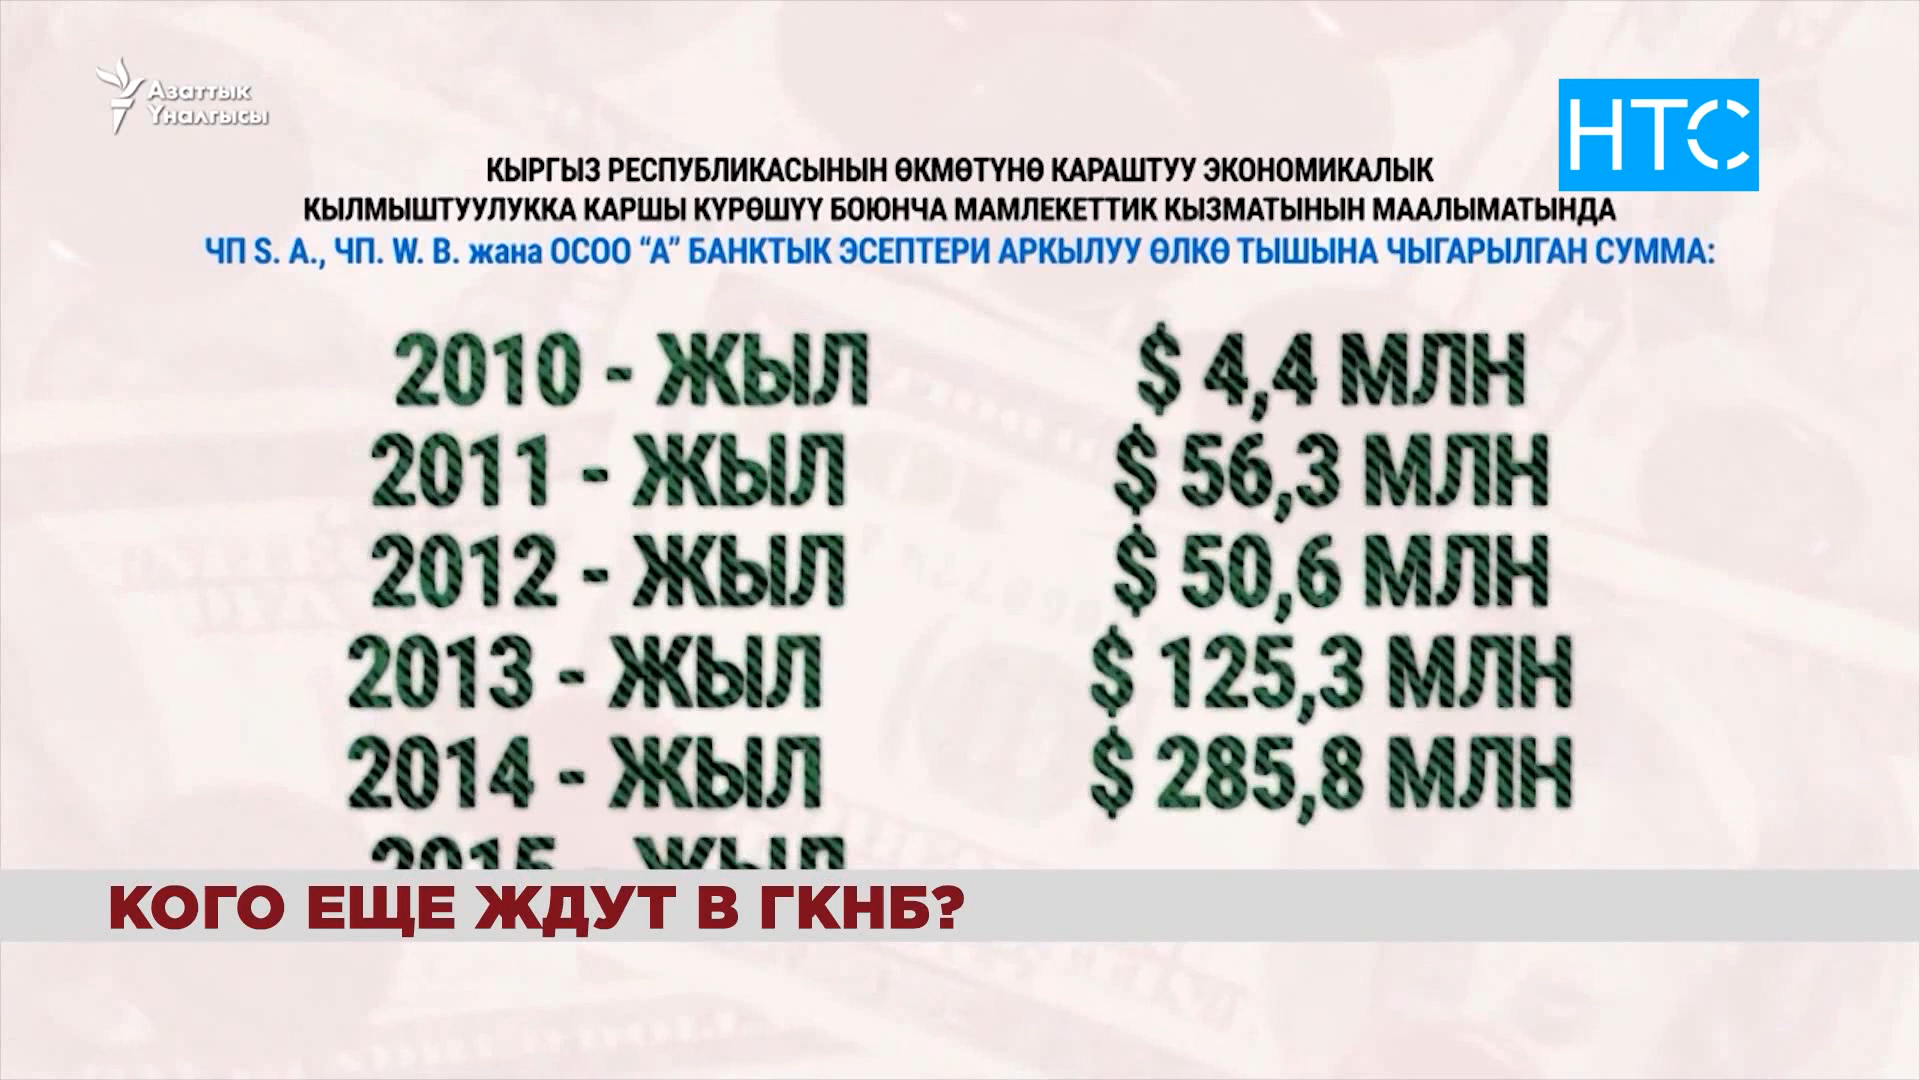 Азаттык
Үналгысы
НТС
КЫРГЫЗ РЕСПУБЛИКАСЫНЫН ӨКМӨТҮНӨ КАРАШТУУ ЭКОНОМИКАЛЫК
КЫЛМЫШТУУЛУККА КАРШЫ КҮРӨШҮҮ БОЮНЧА МАМЛЕКЕТТИК КЫЗМАТЫНЫН МААЛЫМАТЫНДА
ЧП S. A., ЧП. W. B. жана ОСОО “А” БАНКТЫК ЭСЕПТЕРИ АРКЫЛУУ ӨЛКӨ ТЫШЫНА ЧЫГАРЫЛГАН СУММА:
2010 - ЖЫЛ $ 4,4 МЛН
2011 - ЖЫЛ $ 56,3 МЛН
2012 - ЖЫЛ $ 50,6 МЛН
2013 - ЖЫЛ $ 125,3 МЛН
2014 - ЖЫЛ $ 285,8 МЛН
2015 - ЖЫЛ
КОГО ЕЩЕ ЖДУТ В ГКНБ?